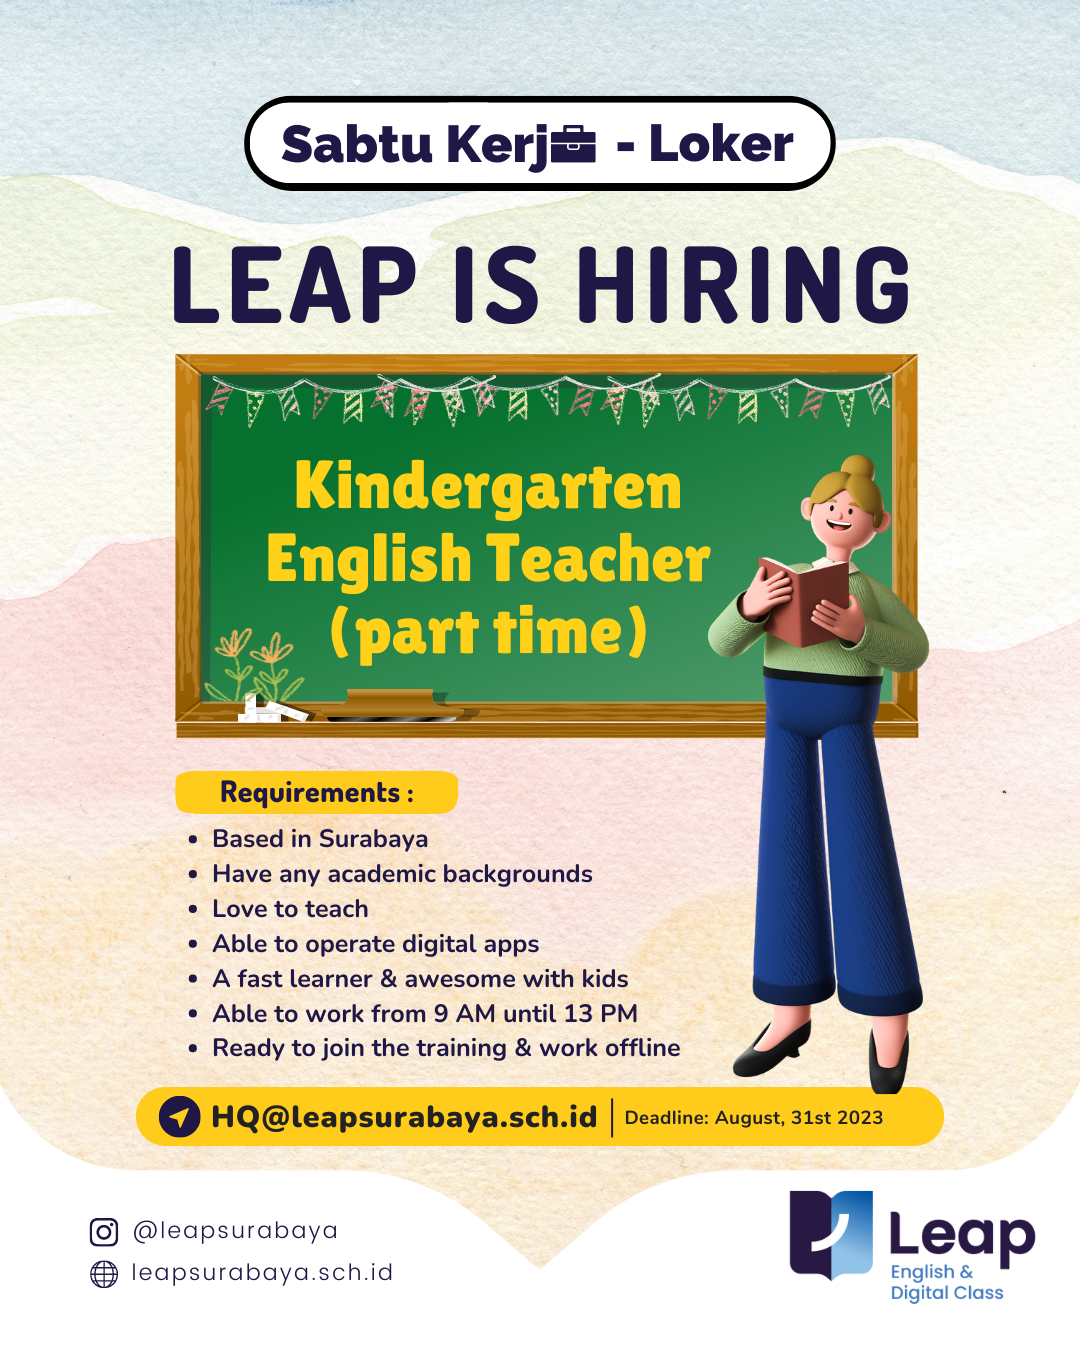 Sabtu Kerj - Loker
LEAP IS HIRING
Kindergarten
English Teacher
(part time)
Requirements :
• Based in Surabaya
• Have any academic backgrounds
• Love to teach
• Able to operate digital apps
• A fast learner & awesome with kids
• Able to work from 9 AM until 13 PM
• Ready to join the training & work offline
HQ@leapsurabaya.sch.id | Deadline: August, 31st 2023
@leapsurabaya
leapsurabaya.sch.id
Leap
English &
Digital Class